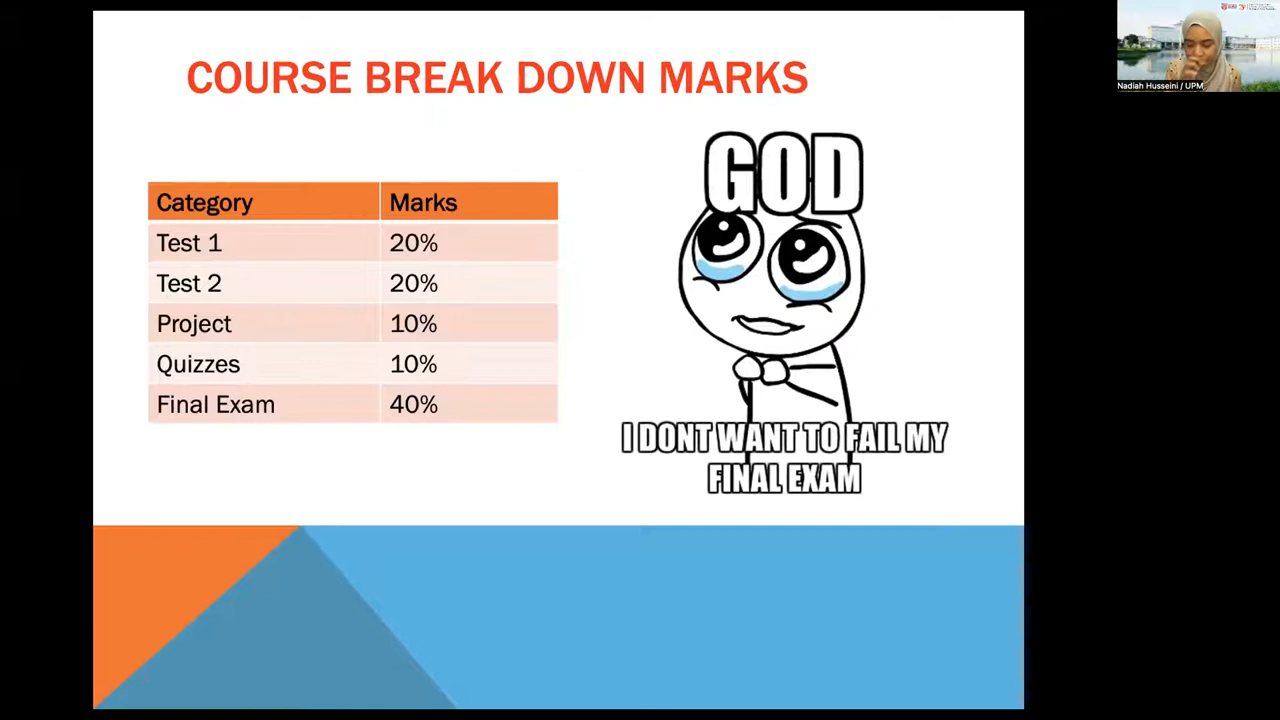 COURSE BREAK DOWN MARKS
Category Marks
Test 1 20%
Test 2 20%
Project 10%
Quizzes 10%
Final Exam 40%
GOD
I DONT WANT TO FAIL MY
FINAL EXAM
Nadiah Husseini / UPM